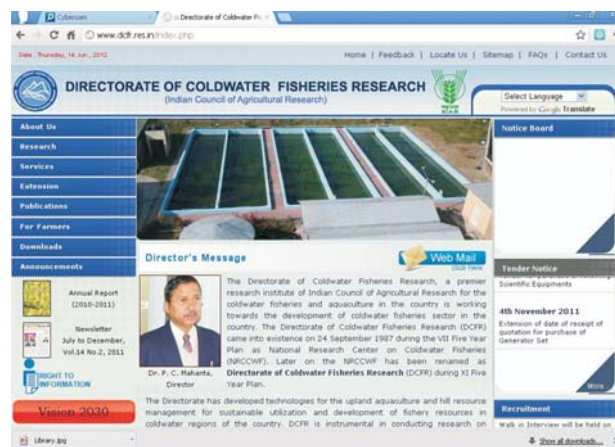 Cybersam
:: Directorate of Coldwater Fi
www.dcfr.res.in/index.php
Date : Thursday, 14 Jun , 2012
Home | Feedback | Locate Us | Sitemap | FAQs | Contact Us
DIRECTORATE OF COLDWATER FISHERIES RESEARCH
(Indian Council of Agricultural Research)
Select Language
Powered by Google Translate
About Us
Research
Services
Extension
Publications
For Farmers
Downloads
Announcements
Annual Report
(2010-2011)
Newsletter
July to December,
Vol.14 No.2, 2011
RIGHT TO
INFORMATION
Vision 2030
Director's Message
Web Mail
click here
Dr. P. C. Mahanta,
Director
The Directorate of Coldwater Fisheries Research, a premier
research institute of Indian Council of Agricultural Research for the
coldwater fisheries and aquaculture in the country is working
towards the development of coldwater fisheries sector in the
country. The Directorate of Coldwater Fisheries Research (DCFR)
came into existence on 24 September 1987 during the VII Five Year
Plan as National Research Center on Coldwater Fisheries
(NRCCWF). Later on the NRCCWF has been renamed as
Directorate of Coldwater Fisheries Research (DCFR) during XI Five
Year Plan.
The Directorate has developed technologies for the upland aquaculture and hill resource
management for sustainable utilization and development of fishery resources in
coldwater regions of the country. DCFR is instrumental in conducting research on
Notice Board
Tender Notice
Scientific Equipments
4th November 2011
Extension of date of receipt of
quotation for purchase of
Generator Set
More
Recruitment
Walk in Interview will be held on
Library.jpg
Show all downloads...